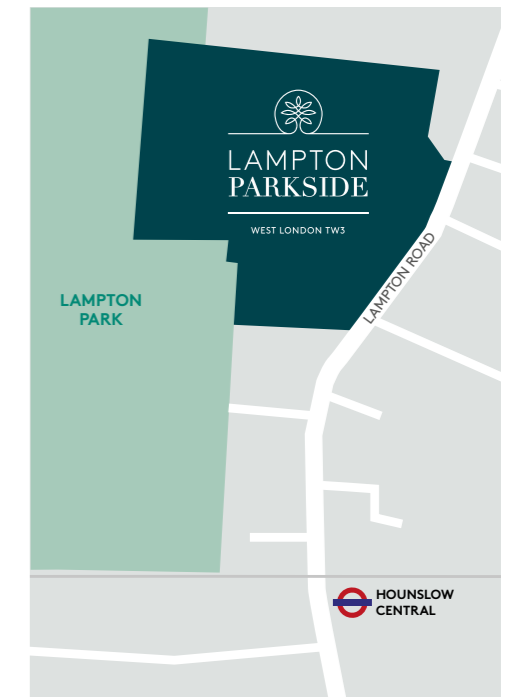 LAMPTON
PARKSIDE
WEST LONDON TW3
LAMPTON ROAD
LAMPTON
PARK
HOUNSLOW
CENTRAL